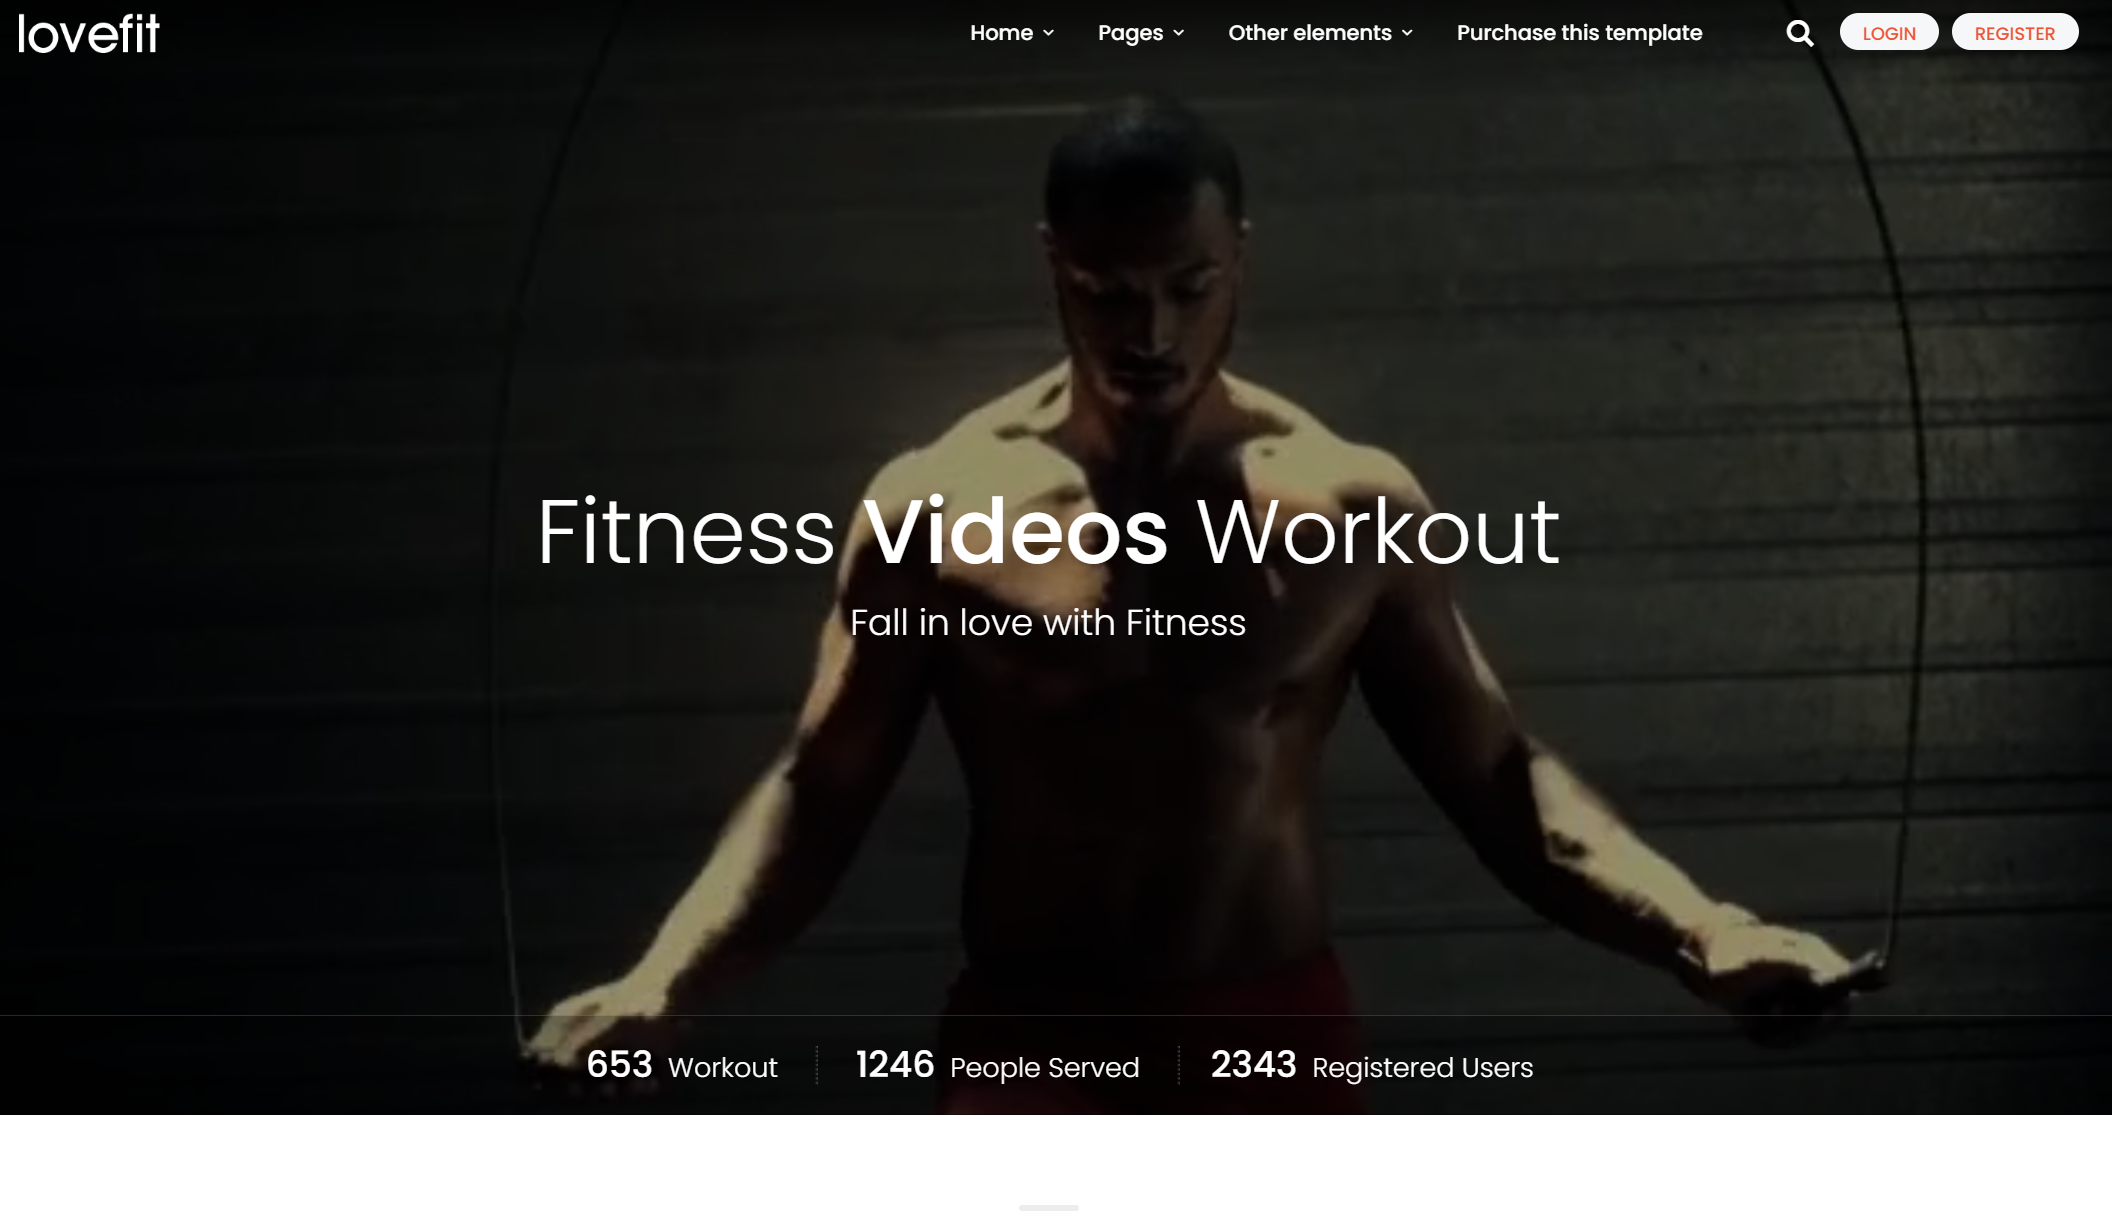 lovefit
Home Pages Other elements Purchase this template LOGIN REGISTER
Fitness Videos Workout
Fall in love with Fitness
653 Workout 1246 People Served 2343 Registered Users